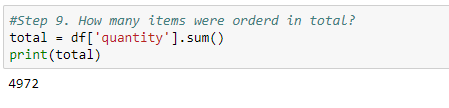 #Step 9. How many items were orderd in total?
total = df['quantity'].sum()
print(total)
4972